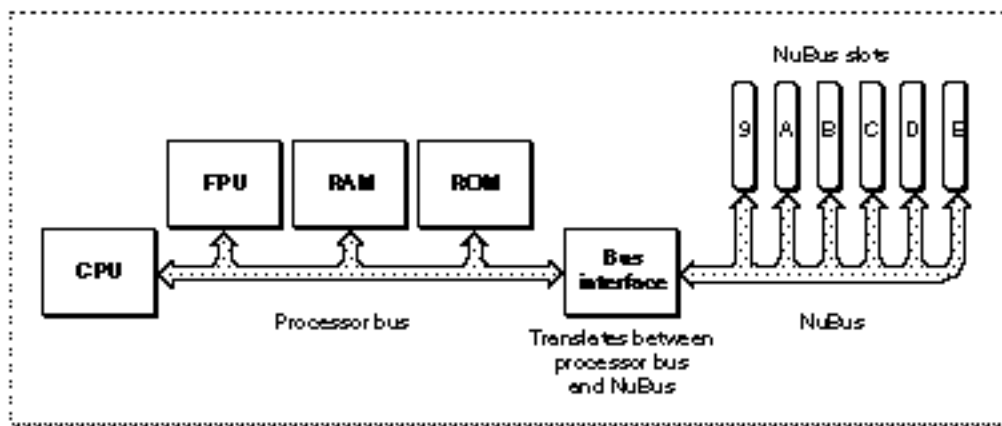 NuBus slots
9 A B C D E
FPU RAM ROM
CPU
Bus
interface
Processor bus
NuBus
Translates between
processor bus
and NuBus